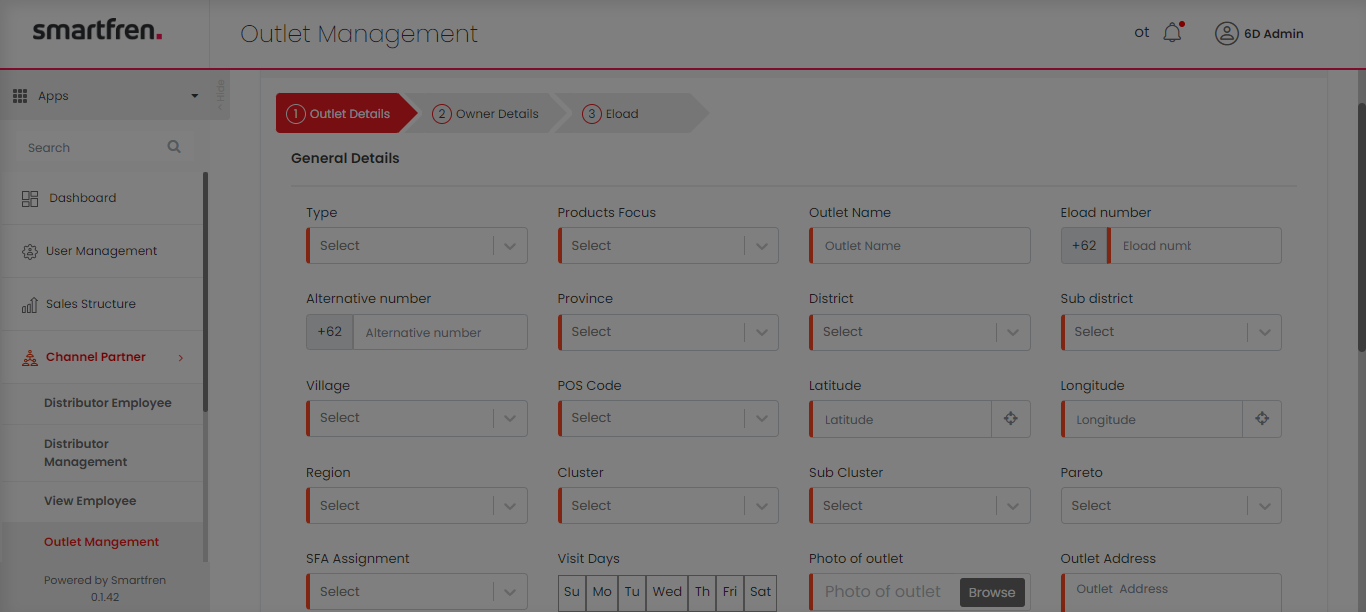 smartfren.
Outlet Management
ot
6D Admin
Apps
< Hide
Search
Dashboard
User Management
Sales Structure
Channel Partner
Distributor Employee
Distributor
Management
View Employee
Outlet Mangement
Powered by Smartfren
0.1.42
1 Outlet Details
2 Owner Details
3 Eload
General Details
Type
Products Focus
Outlet Name
Eload number
Select
Select
Outlet Name
+62
Eload numt
Alternative number
Province
District
Sub district
+62
Alternative number
Select
Select
Select
Village
POS Code
Latitude
Longitude
Select
Select
Latitude
Longitude
Region
Cluster
Sub Cluster
Pareto
Select
Select
Select
Select
SFA Assignment
Visit Days
Photo of outlet
Outlet Address
Select
Su Mo Tu Wed Th Fri Sat
Photo of outlet
Browse
Outlet Address